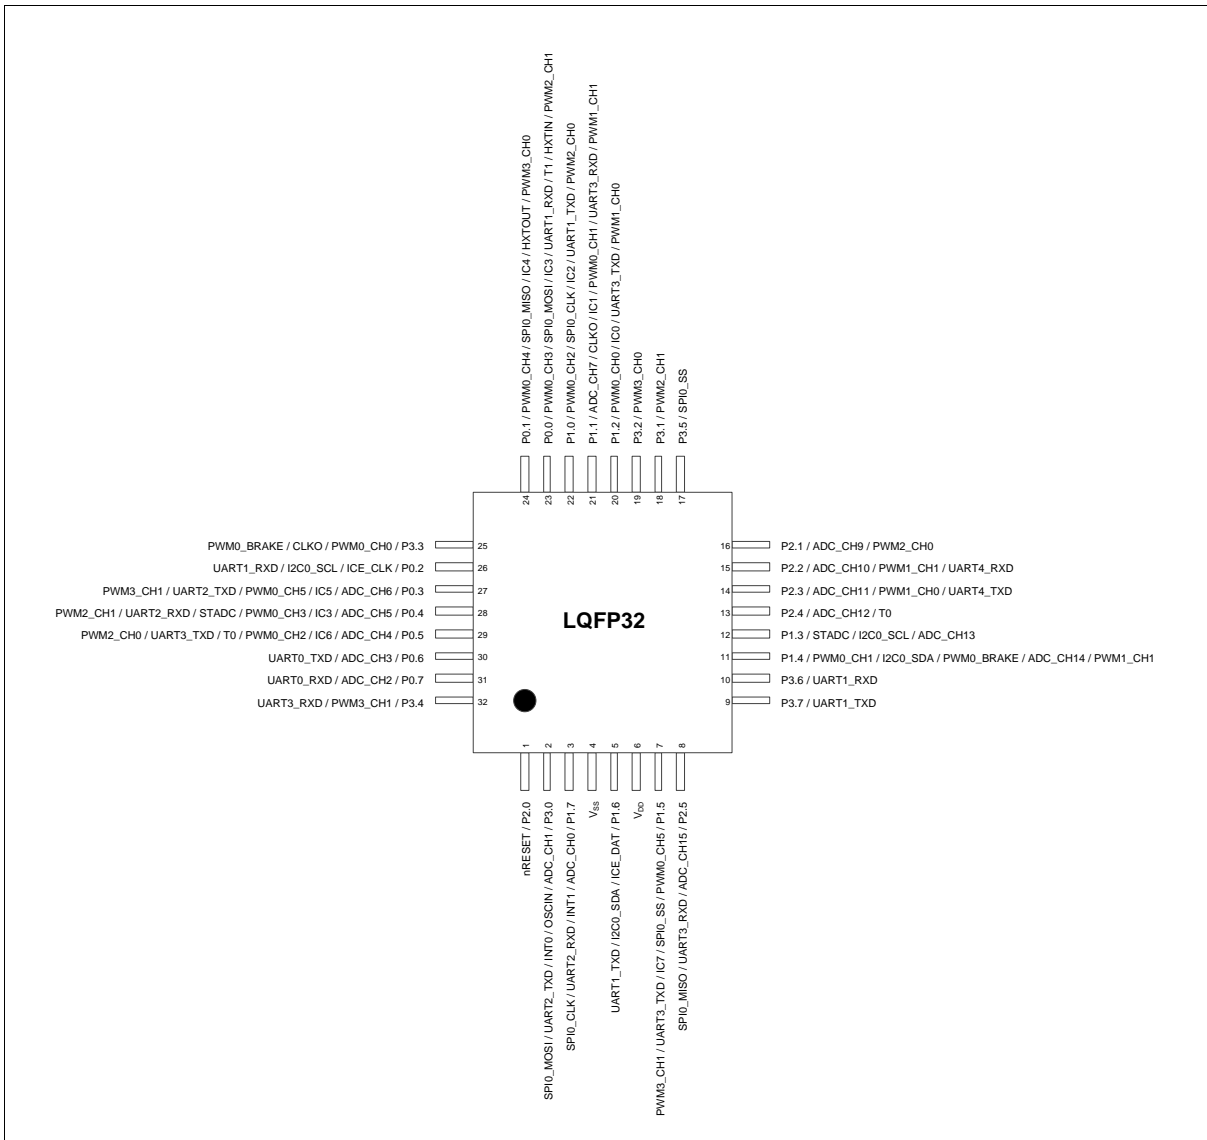 P0.1 / PWM0_CH4 / SPI0_MISO / IC4 / HXTOUT / PWM3_CH0
P0.0 / PWM0_CH3 / SPI0_MOSI / IC3 / UART1_RXD / T1 / HXTIN / PWM2_CH1
P1.0 / PWM0_CH2 / SPI0_CLK / IC2 / UART1_TXD / PWM2_CH0
P1.1 / ADC_CH7 / CLKO / IC1 / PWM0_CH1 / UART3_RXD / PWM1_CH1
P1.2 / PWM0_CH0 / IC0 / UART3_TXD / PWM1_CH0
P3.2 / PWM3_CH0
P3.1 / PWM2_CH1
P3.5 / SPI0_SS
24
23
22
21
20
19
18
17
PWM0_BRAKE / CLKO / PWM0_CH0 / P3.3
25
UART1_RXD / I2C0_SCL / ICE_CLK / P0.2
26
PWM3_CH1 / UART2_TXD / PWM0_CH5 / IC5 / ADC_CH6 / P0.3
27
PWM2_CH1 / UART2_RXD / STADC / PWM0_CH3 / IC3 / ADC_CH5 / P0.4
28
PWM2_CH0 / UART3_TXD / T0 / PWM0_CH2 / IC6 / ADC_CH4 / P0.5
29
UART0_TXD / ADC_CH3 / P0.6
30
UART0_RXD / ADC_CH2 / P0.7
31
UART3_RXD / PWM3_CH1 / P3.4
32
LQFP32
16
P2.1 / ADC_CH9 / PWM2_CH0
15
P2.2 / ADC_CH10 / PWM1_CH1 / UART4_RXD
14
P2.3 / ADC_CH11 / PWM1_CH0 / UART4_TXD
13
P2.4 / ADC_CH12 / T0
12
P1.3 / STADC / I2C0_SCL / ADC_CH13
11
P1.4 / PWM0_CH1 / I2C0_SDA / PWM0_BRAKE / ADC_CH14 / PWM1_CH1
10
P3.6 / UART1_RXD
9
P3.7 / UART1_TXD
1
2
3
4
5
6
7
8
nRESET / P2.0
SPI0_MOSI / UART2_TXD / INT0 / OSCIN / ADC_CH1 / P3.0
SPI0_CLK / UART2_RXD / INT1 / ADC_CH0 / P1.7
VSS
UART1_TXD / I2C0_SDA / ICE_DAT / P1.6
VDD
PWM3_CH1 / UART3_TXD / IC7 / SPI0_SS / PWM0_CH5 / P1.5
SPI0_MISO / UART3_RXD / ADC_CH15 / P2.5